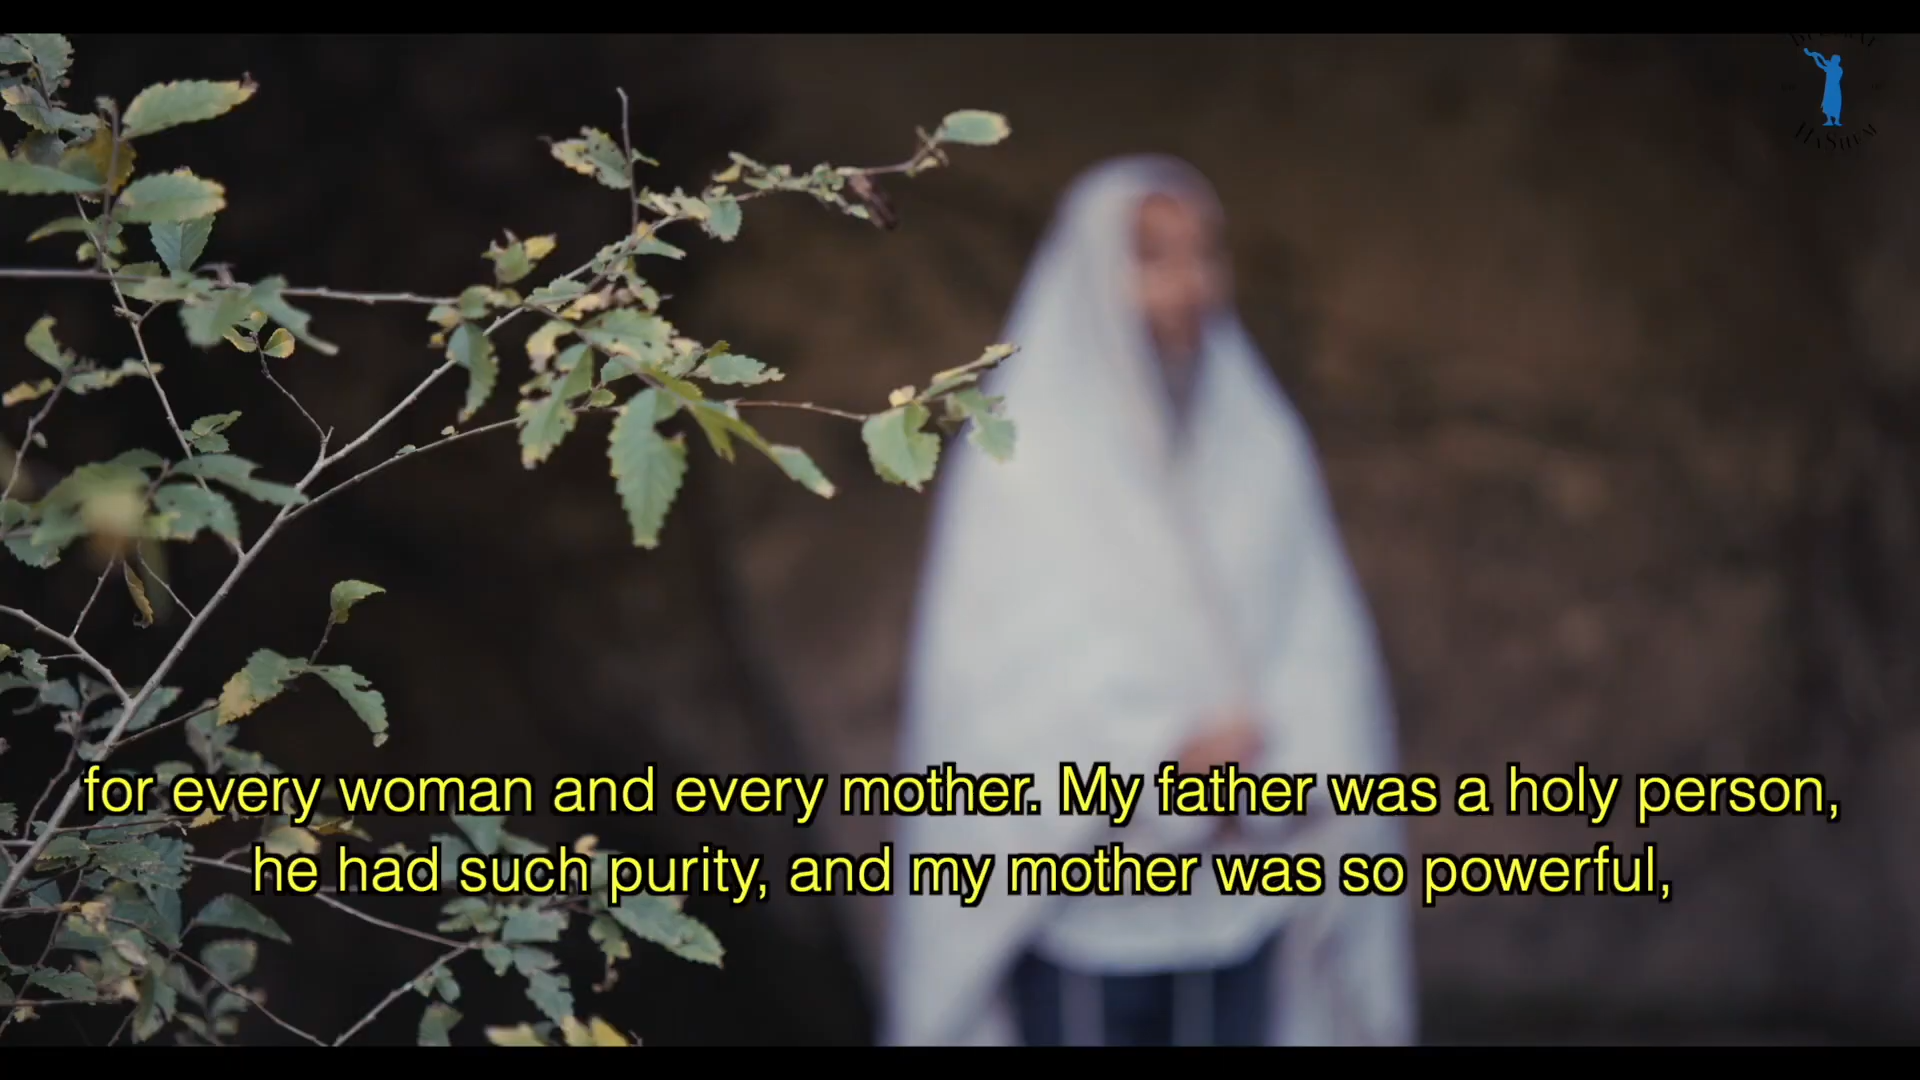 HaShem
for every woman and every mother. My father was a holy person,
he had such purity, and my mother was so powerful,